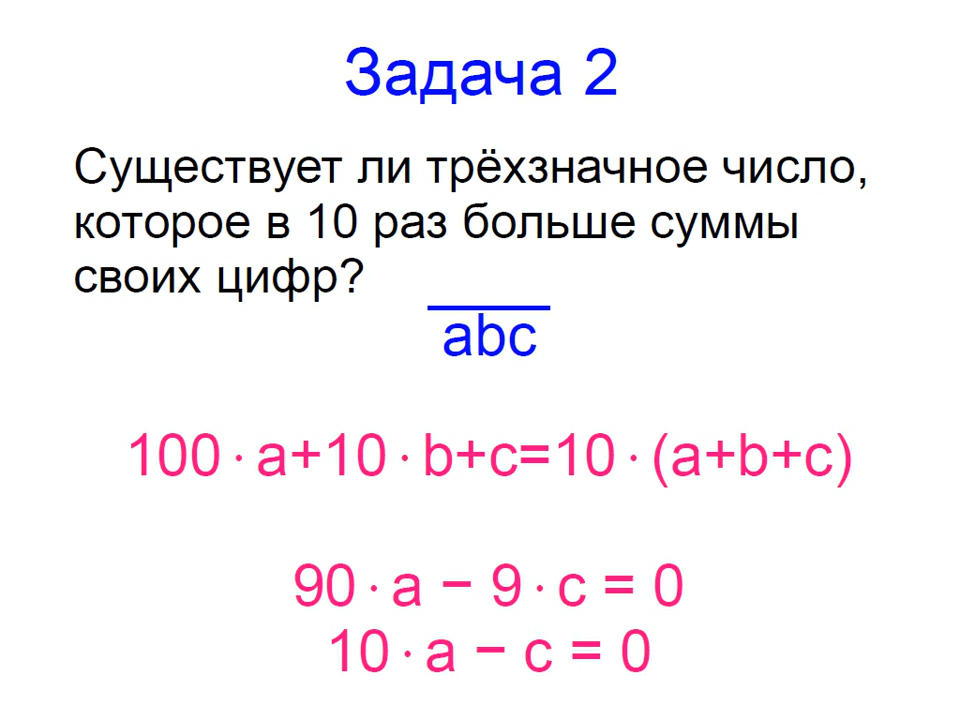 Задача 2
Существует ли трёхзначное число,
которое в 10 раз больше суммы
своих цифр?
abc
100·a+10·b+c=10·(a+b+c)
90·a − 9·c = 0
10·a − c = 0